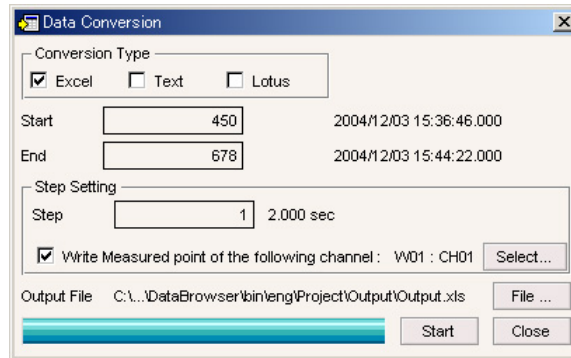 Data Conversion
Conversion Type
Excel Text Lotus
Start 450 2004/12/03 15:36:46.000
End 678 2004/12/03 15:44:22.000
Step Setting
Step 1 2.000 sec
Write Measured point of the following channel : W01 : CH01 Select...
Output File C:\...\DataBrowser\bin\eng\Project\Output\Output.xls File ...
Start Close